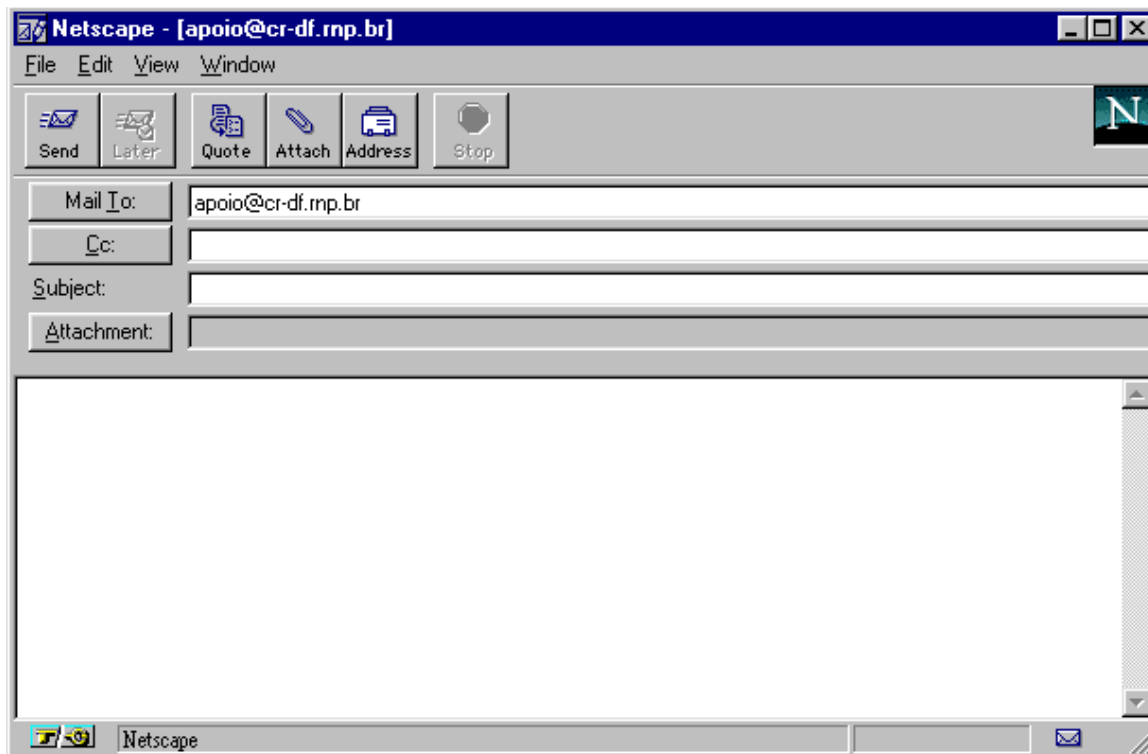 Netscape - [apoio@cr-df.rnp.br]
File Edit View Window
Send Later Quote Attach Address Stop
N
Mail To: apoio@cr-df.rnp.br
Cc:
Subject:
Attachment:
Netscape